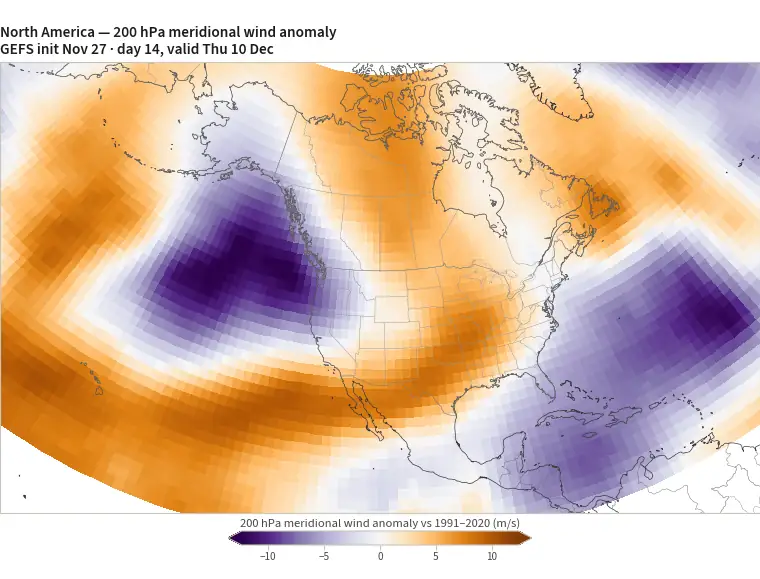 North America — 200 hPa meridional wind anomaly
GEFS init Nov 27 · day 14, valid Thu 10 Dec
200 hPa meridional wind anomaly vs 1991–2020 (m/s)
−10 −5 0 5 10